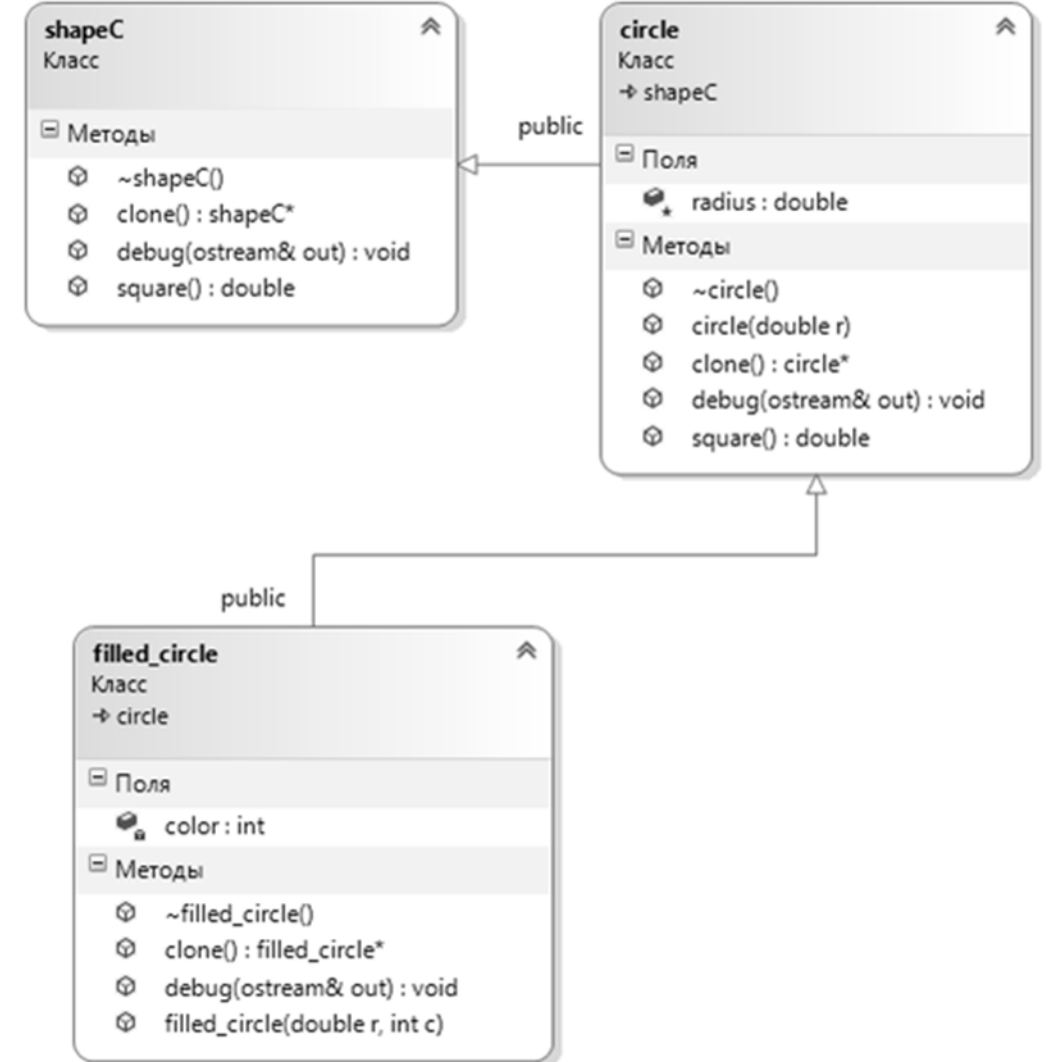 shapeC
Класс
Методы
~shapeC()
clone() : shapeC*
debug(ostream& out) : void
square() : double
public
circle
Класс
shapeC
Поля
radius : double
Методы
~circle()
circle(double r)
clone() : circle*
debug(ostream& out) : void
square() : double
public
filled_circle
Класс
circle
Поля
color : int
Методы
~filled_circle()
clone() : filled_circle*
debug(ostream& out) : void
filled_circle(double r, int c)